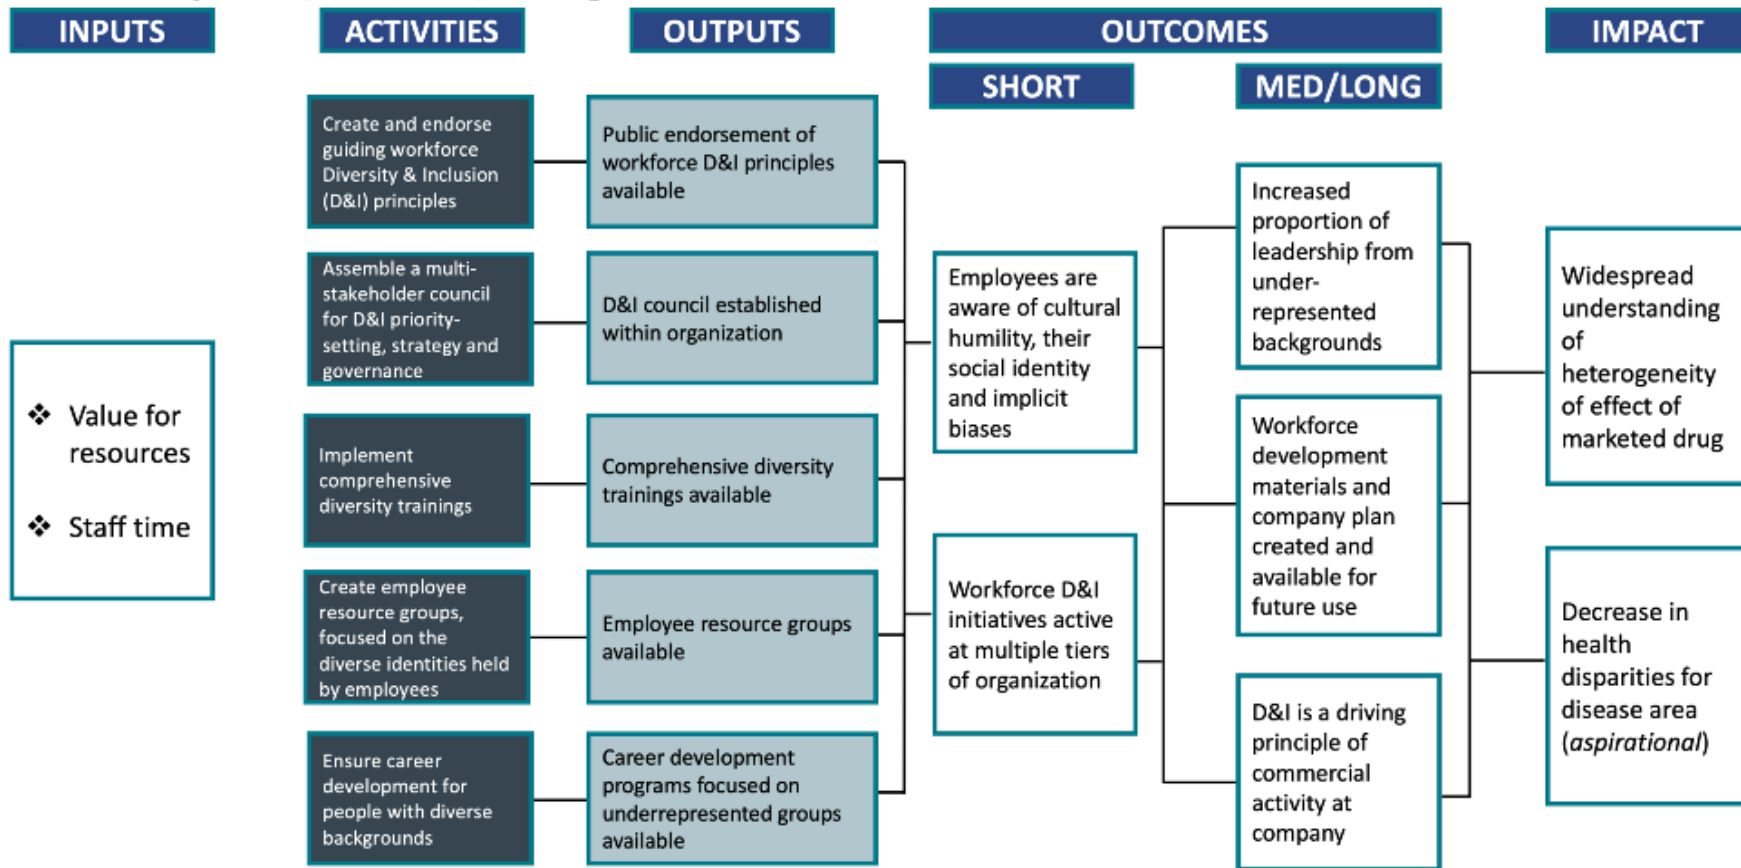 INPUTS
ACTIVITIES
OUTPUTS
OUTCOMES
IMPACT
SHORT
MED/LONG
❖ Value for
resources
❖ Staff time
Create and endorse
guiding workforce
Diversity & Inclusion
(D&I) principles
Assemble a multi-
stakeholder council
for D&I priority-
setting, strategy and
governance
Implement
comprehensive
diversity trainings
Create employee
resource groups,
focused on the
diverse identities held
by employees
Ensure career
development for
people with diverse
backgrounds
Public endorsement of
workforce D&I principles
available
D&I council established
within organization
Comprehensive diversity
trainings available
Employee resource groups
available
Career development
programs focused on
underrepresented groups
available
Employees are
aware of cultural
humility, their
social identity
and implicit
biases
Workforce D&I
initiatives active
at multiple tiers
of organization
Increased
proportion of
leadership from
under-
represented
backgrounds
Workforce
development
materials and
company plan
created and
available for
future use
D&I is a driving
principle of
commercial
activity at
company
Widespread
understanding
of
heterogeneity
of effect of
marketed drug
Decrease in
health
disparities for
disease area
(aspirational)